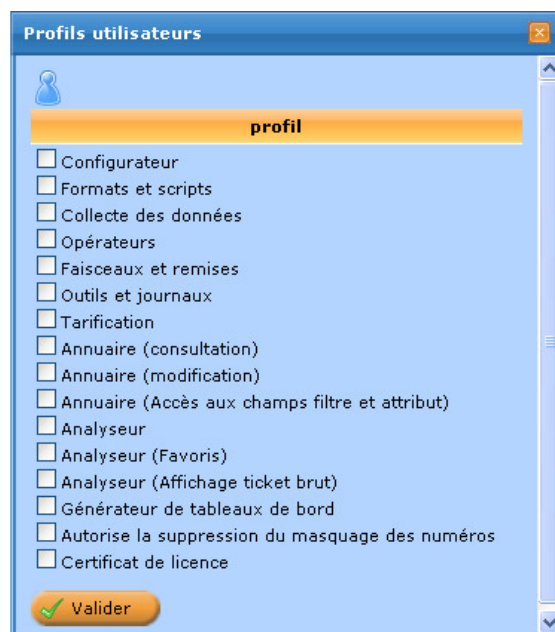 Profils utilisateurs
profil
Configurateur
Formats et scripts
Collecte des données
Opérateurs
Faisceaux et remises
Outils et journaux
Tarification
Annuaire (consultation)
Annuaire (modification)
Annuaire (Accès aux champs filtre et attribut)
Analyseur
Analyseur (Favoris)
Analyseur (Affichage ticket brut)
Générateur de tableaux de bord
Autorise la suppression du masquage des numéros
Certificat de licence
Valider